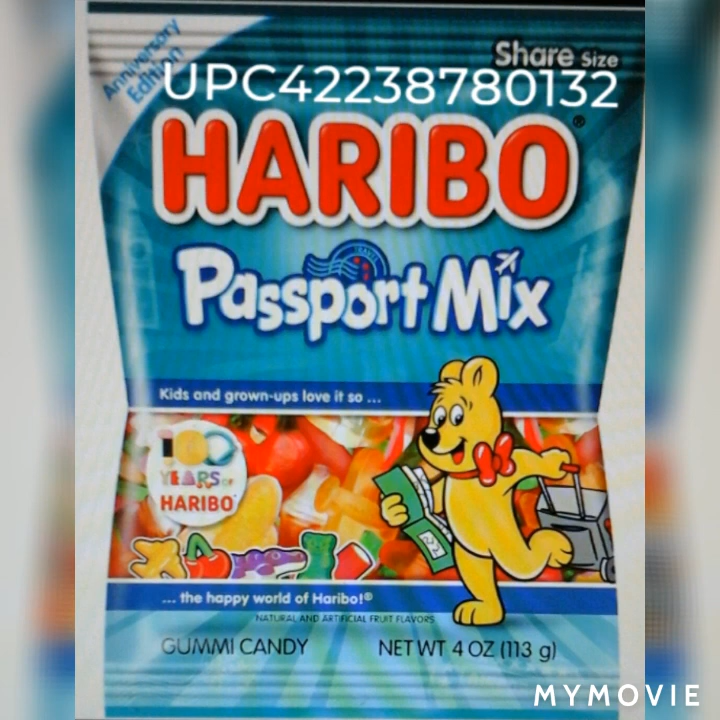 Anniversary
Edition
Share Size
UPC42238780132
HARIBO®
Passport Mix
Kids and grown-ups love it so ...
100
YEARS OF
HARIBO
... the happy world of Haribo!®
NATURAL AND ARTIFICIAL FRUIT FLAVORS
GUMMI CANDY
NET WT 4 OZ (113 g)
MYMOVIE